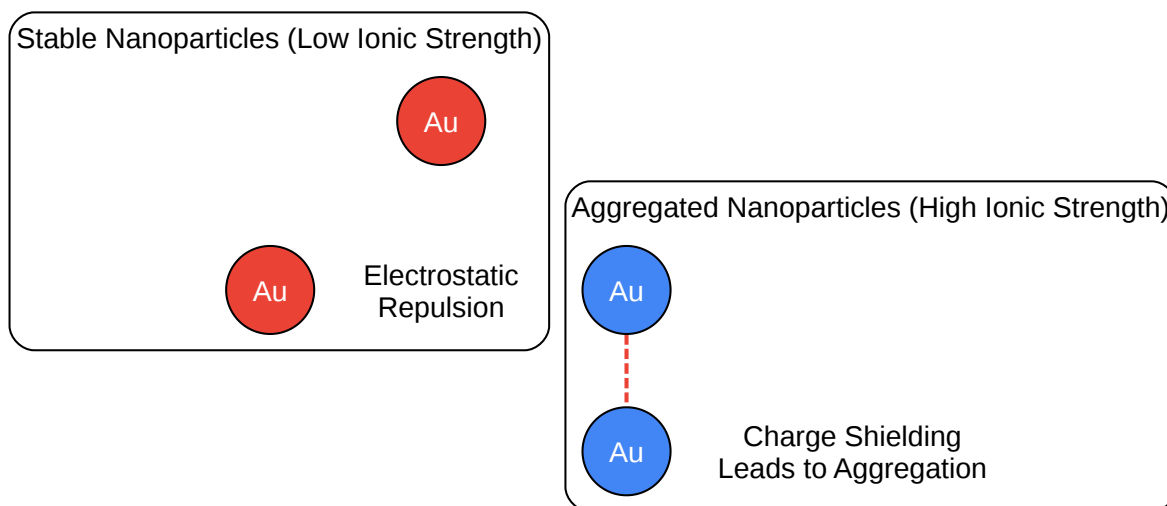 Stable Nanoparticles (Low Ionic Strength)
Au
Au
Electrostatic
Repulsion
Aggregated Nanoparticles (High Ionic Strength)
Au
Au
Charge Shielding
Leads to Aggregation